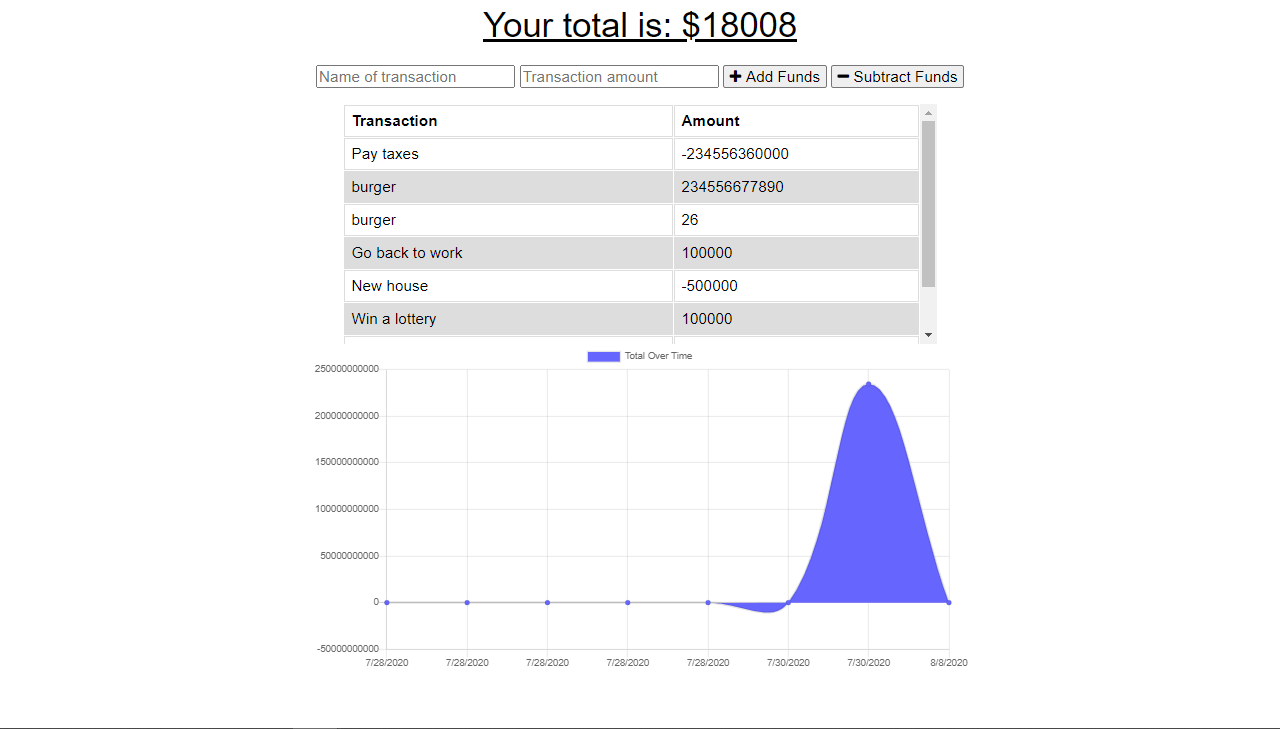 Your total is: $18008
Name of transaction Transaction amount Add Funds Subtract Funds
Transaction Amount
Pay taxes -234556360000
burger 234556677890
burger 26
Go back to work 100000
New house -500000
Win a lottery 100000
Total Over Time
250000000000
200000000000
150000000000
100000000000
50000000000
0
-50000000000
7/28/2020 7/28/2020 7/28/2020 7/28/2020 7/28/2020 7/30/2020 7/30/2020 8/8/2020